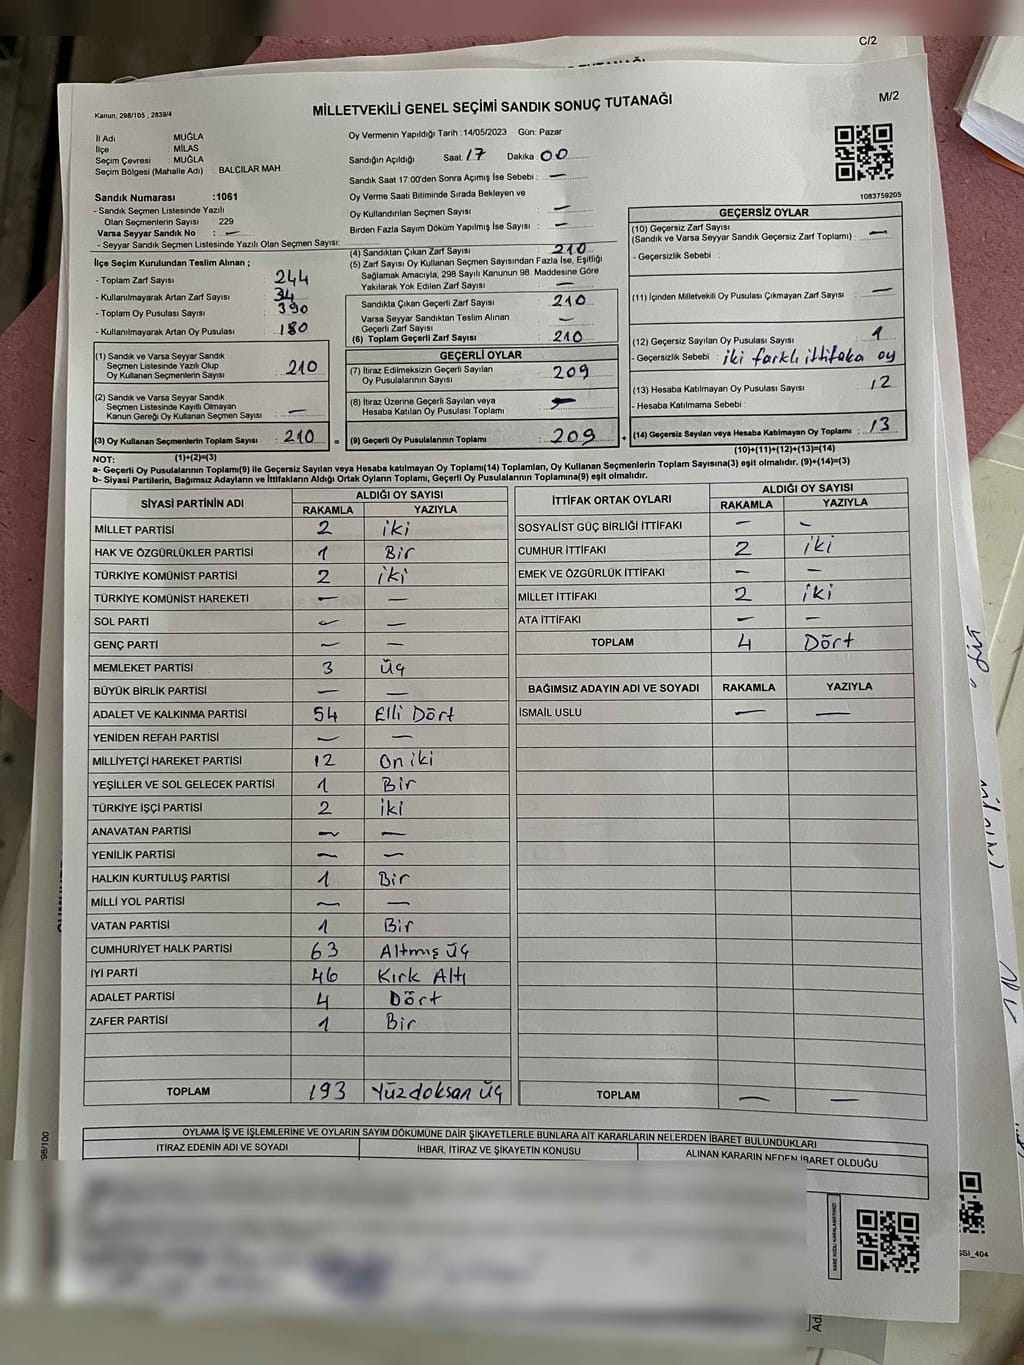 C/2
Kanun; 298/105 , 2839/4
MİLLETVEKİLİ GENEL SEÇİMİ SANDIK SONUÇ TUTANAĞI
M/2
İl Adı : MUĞLA
İlçe : MİLAS
Seçim Çevresi : MUĞLA
Seçim Bölgesi (Mahalle Adı) : BALCILAR MAH
Sandık Numarası :1061
- Sandık Seçmen Listesinde Yazılı
Olan Seçmenlerin Sayısı : 229
Varsa Seyyar Sandık No : —
- Seyyar Sandık Seçmen Listesinde Yazılı Olan Seçmen Sayısı:
İlçe Seçim Kurulundan Teslim Alınan ;
- Toplam Zarf Sayısı : 244
- Kullanılmayarak Artan Zarf Sayısı : 34
- Toplam Oy Pusulası : 390
- Kullanılmayarak Artan Oy Pusulası : 180
(1) Sandık ve Varsa Seyyar Sandık
Seçmen Listesinde Yazılı Olup
Oy Kullanan Seçmenlerin Sayısı : 210
(2) Sandık ve Varsa Seyyar Sandık
Seçmen Listesinde Kayıtlı Olmayan
Kanun Gereği Oy Kullanan Seçmen Sayısı : —
(3) Oy Kullanan Seçmenlerin Toplam Sayısı : 210 =
Oy Vermenin Yapıldığı Tarih : 14/05/2023 Gün: Pazar
Sandığın Açıldığı Saat: 17 Dakika: 00
Sandık Saat 17:00'den Sonra Açımış İse Sebebi : —
Oy Verme Saati Bitiminde Sırada Bekleyen ve
Oy Kullandırılan Seçmen Sayısı : —
Birden Fazla Sayım Döküm Yapılmış İse Sayısı : —
(4) Sandıktan Çıkan Zarf Sayısı : 210
(5) Zarf Sayısı Oy Kullanan Seçmen Sayısından Fazla İse, Eşitliği
Sağlamak Amacıyla, 298 Sayılı Kanunun 98. Maddesine Göre
Yakılarak Yok Edilen Zarf Sayısı : —
Sandıkta Çıkan Geçerli Zarf Sayısı : 210
Varsa Seyyar Sandıktan Teslim Alınan
Geçerli Zarf Sayısı : —
(6) Toplam Geçerli Zarf Sayısı : 210
GEÇERLİ OYLAR
(7) İtiraz Edilmeksizin Geçerli Sayılan
Oy Pusulalarının Sayısı : 209
(8) İtiraz Üzerine Geçerli Sayılan veya
Hesaba Katılan Oy Pusulası Toplamı : —
(9) Geçerli Oy Pusulalarının Toplamı : 209 +
1083759205
GEÇERSİZ OYLAR
(10) Geçersiz Zarf Sayısı
(Sandık ve Varsa Seyyar Sandık Geçersiz Zarf Toplamı) : —
- Geçersizlik Sebebi :
(11) İçinden Milletvekili Oy Pusulası Çıkmayan Zarf Sayısı : —
(12) Geçersiz Sayılan Oy Pusulası Sayısı : 1
- Geçersizlik Sebebi : iki farklı ittifaka oy
(13) Hesaba Katılmayan Oy Pusulası Sayısı : 12
- Hesaba Katılmama Sebebi :
(14) Geçersiz Sayılan veya Hesaba Katılmayan Oy Toplamı : 13
NOT: (1)+(2)=(3) (10)+(11)+(12)+(13)=(14)
a- Geçerli Oy Pusulalarının Toplamı(9) ile Geçersiz Sayılan veya Hesaba katılmayan Oy Toplamı(14) Toplamları, Oy Kullanan Seçmenlerin Toplam Sayısına(3) eşit olmalıdır. (9)+(14)=(3)
b- Siyasi Partilerin, Bağımsız Adayların ve İttifakların Aldığı Ortak Oyların Toplamı, Geçerli Oy Pusulalarının Toplamına(9) eşit olmalıdır.
SİYASİ PARTİNİN ADI ALDIĞI OY SAYISI
RAKAMLA YAZIYLA
MİLLET PARTİSİ 2 iki
HAK VE ÖZGÜRLÜKLER PARTİSİ 1 Bir
TÜRKİYE KOMÜNİST PARTİSİ 2 iki
TÜRKİYE KOMÜNİST HAREKETİ — —
SOL PARTİ — —
GENÇ PARTİ — —
MEMLEKET PARTİSİ 3 Üç
BÜYÜK BİRLİK PARTİSİ — —
ADALET VE KALKINMA PARTİSİ 54 Elli Dört
YENİDEN REFAH PARTİSİ — —
MİLLİYETÇİ HAREKET PARTİSİ 12 On iki
YEŞİLLER VE SOL GELECEK PARTİSİ 1 Bir
TÜRKİYE İŞÇİ PARTİSİ 2 iki
ANAVATAN PARTİSİ — —
YENİLİK PARTİSİ — —
HALKIN KURTULUŞ PARTİSİ 1 Bir
MİLLİ YOL PARTİSİ — —
VATAN PARTİSİ 1 Bir
CUMHURİYET HALK PARTİSİ 63 Altmış üç
İYİ PARTİ 46 Kırk Altı
ADALET PARTİSİ 4 Dört
ZAFER PARTİSİ 1 Bir
TOPLAM 193 Yüzdoksan üç
İTTİFAK ORTAK OYLARI ALDIĞI OY SAYISI
RAKAMLA YAZIYLA
SOSYALİST GÜÇ BİRLİĞİ İTTİFAKI — —
CUMHUR İTTİFAKI 2 iki
EMEK VE ÖZGÜRLÜK İTTİFAKI — —
MİLLET İTTİFAKI 2 iki
ATA İTTİFAKI — —
TOPLAM 4 Dört
BAĞIMSIZ ADAYIN ADI VE SOYADI RAKAMLA YAZIYLA
İSMAİL USLU — —
TOPLAM — —
OYLAMA İŞ VE İŞLEMLERİNE VE OYLARIN SAYIM DÖKÜMÜNE DAİR ŞİKAYETLERLE BUNLARA AİT KARARLARIN NELERDEN İBARET BULUNDUKLARI
İTİRAZ EDENİN ADI VE SOYADI İHBAR, İTİRAZ VE ŞİKAYETİN KONUSU ALINAN KARARIN NEDEN İBARET OLDUĞU
98/100
SSI_404